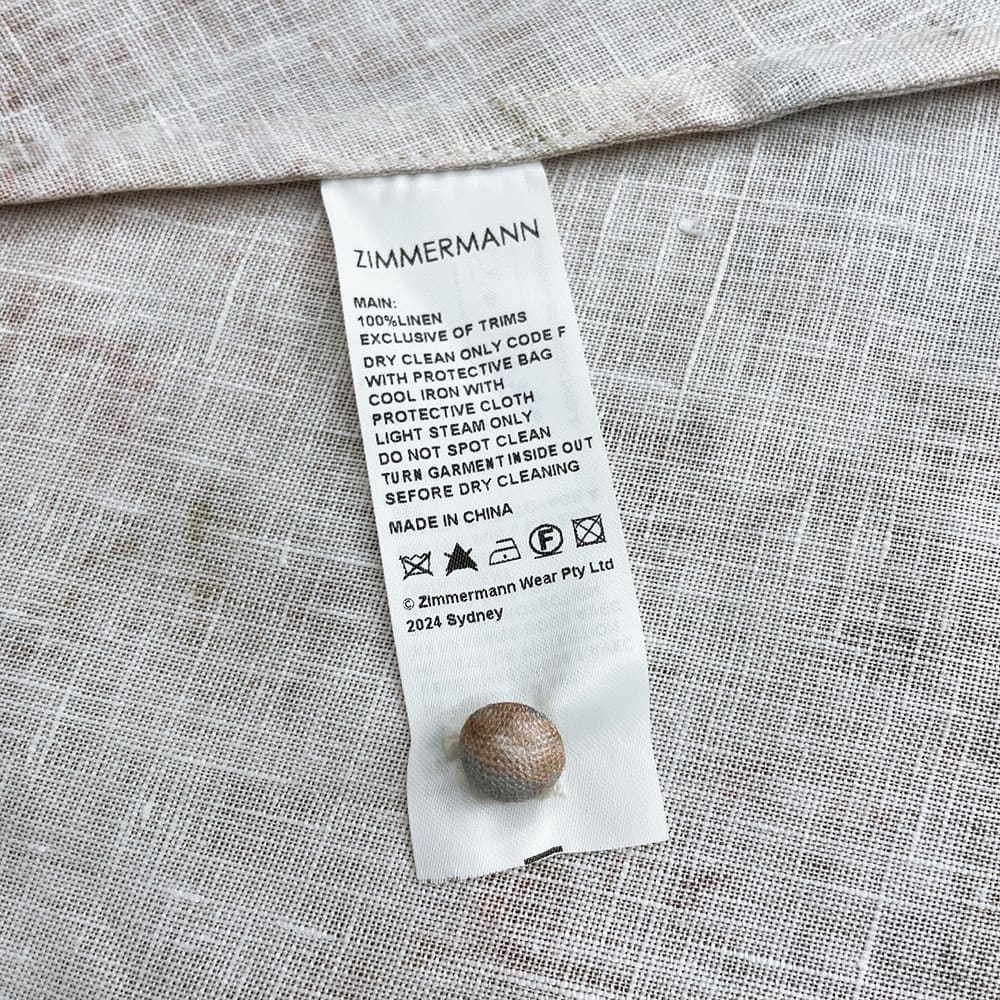 ZIMMERMANN
MAIN:
100%LINEN
EXCLUSIVE OF TRIMS
DRY CLEAN ONLY CODE F
WITH PROTECTIVE BAG
COOL IRON WITH
PROTECTIVE CLOTH
LIGHT STEAM ONLY
DO NOT SPOT CLEAN
TURN GARMENT INSIDE OUT
SEFORE DRY CLEANING
MADE IN CHINA
F
© Zimmermann Wear Pty Ltd
2024 Sydney